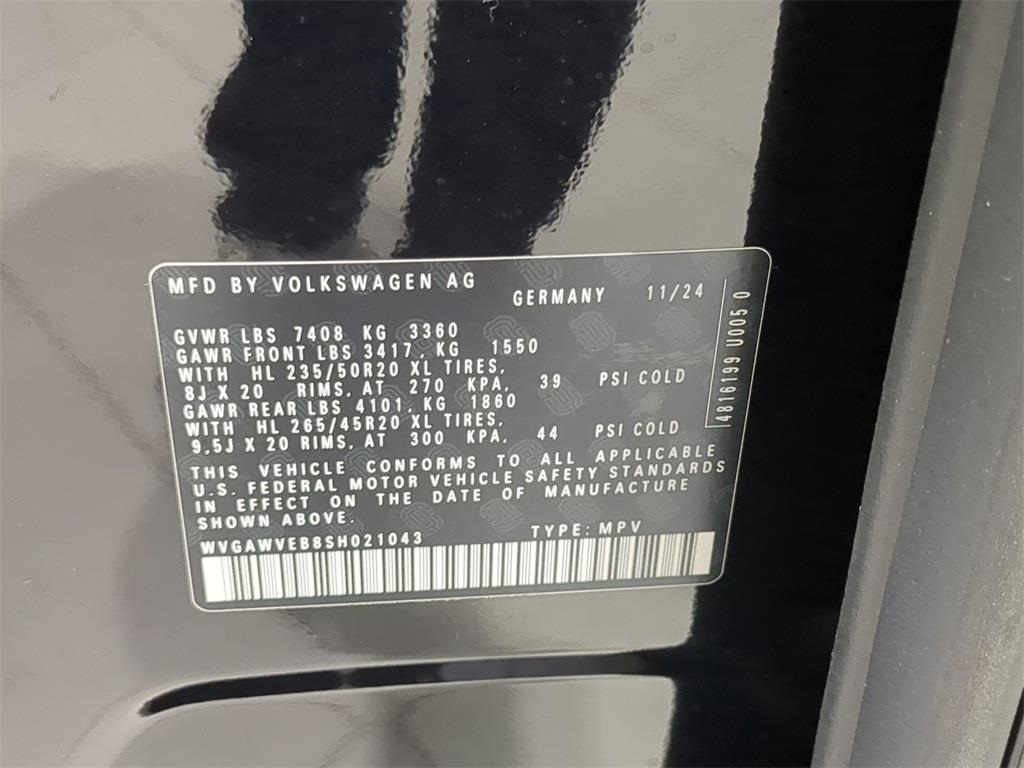 MFD BY VOLKSWAGEN AG GERMANY 11/24
GVWR LBS 7408 KG 3360
GAWR FRONT LBS 3417, KG 1550
WITH HL 235/50R20 XL TIRES,
8J X 20 RIMS, AT 270 KPA, 39 PSI COLD
GAWR REAR LBS 4101, KG 1860
WITH HL 265/45R20 XL TIRES,
9,5J X 20 RIMS, AT 300 KPA, 44 PSI COLD
THIS VEHICLE CONFORMS TO ALL APPLICABLE
U.S. FEDERAL MOTOR VEHICLE SAFETY STANDARDS
IN EFFECT ON THE DATE OF MANUFACTURE
SHOWN ABOVE.
WVGAWVEB8SH021043 TYPE: MPV
4816199 U005 0